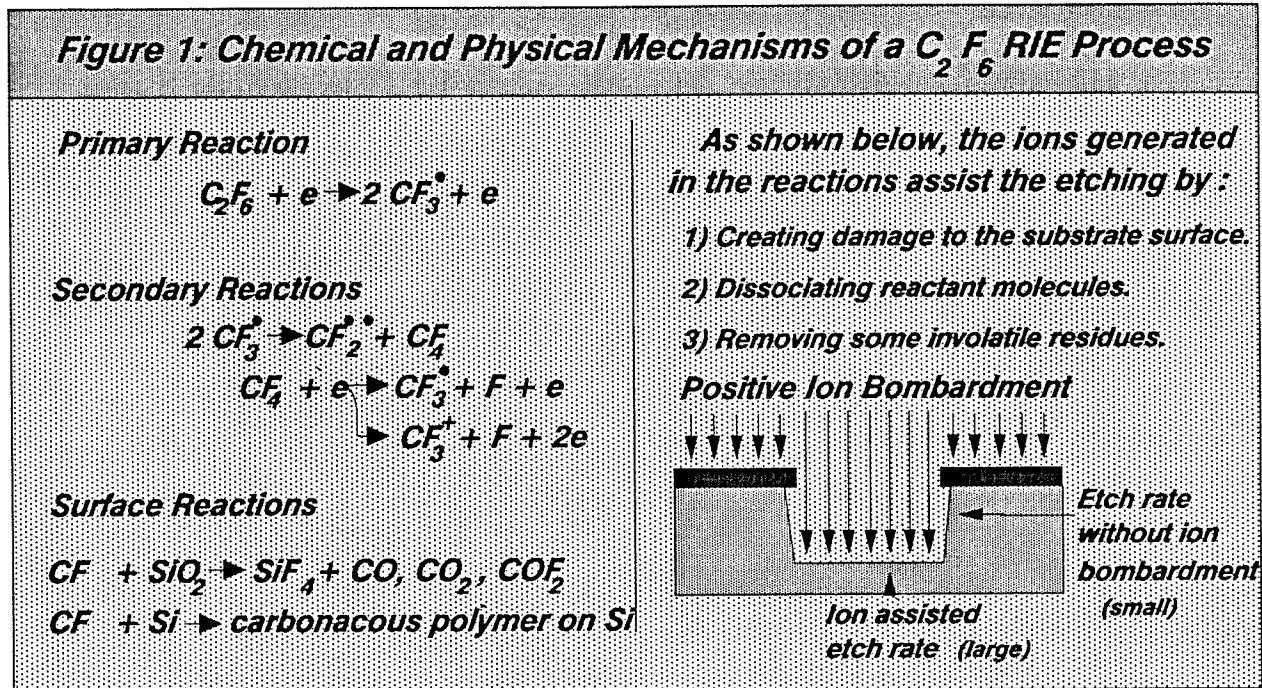 Figure 1: Chemical and Physical Mechanisms of a C₂F₆ RIE Process
Primary Reaction
C₂F₆ + e → 2 CF₃• + e
Secondary Reactions
2 CF₃• → CF₂•• + CF₄
CF₄ + e → CF₃• + F + e
→ CF₃⁺ + F + 2e
Surface Reactions
CF + SiO₂ → SiF₄ + CO, CO₂, COF₂
CF + Si → carbonacous polymer on Si
As shown below, the ions generated
in the reactions assist the etching by :
1) Creating damage to the substrate surface.
2) Dissociating reactant molecules.
3) Removing some involatile residues.
Positive Ion Bombardment
Etch rate
without ion
bombardment
(small)
Ion assisted
etch rate (large)